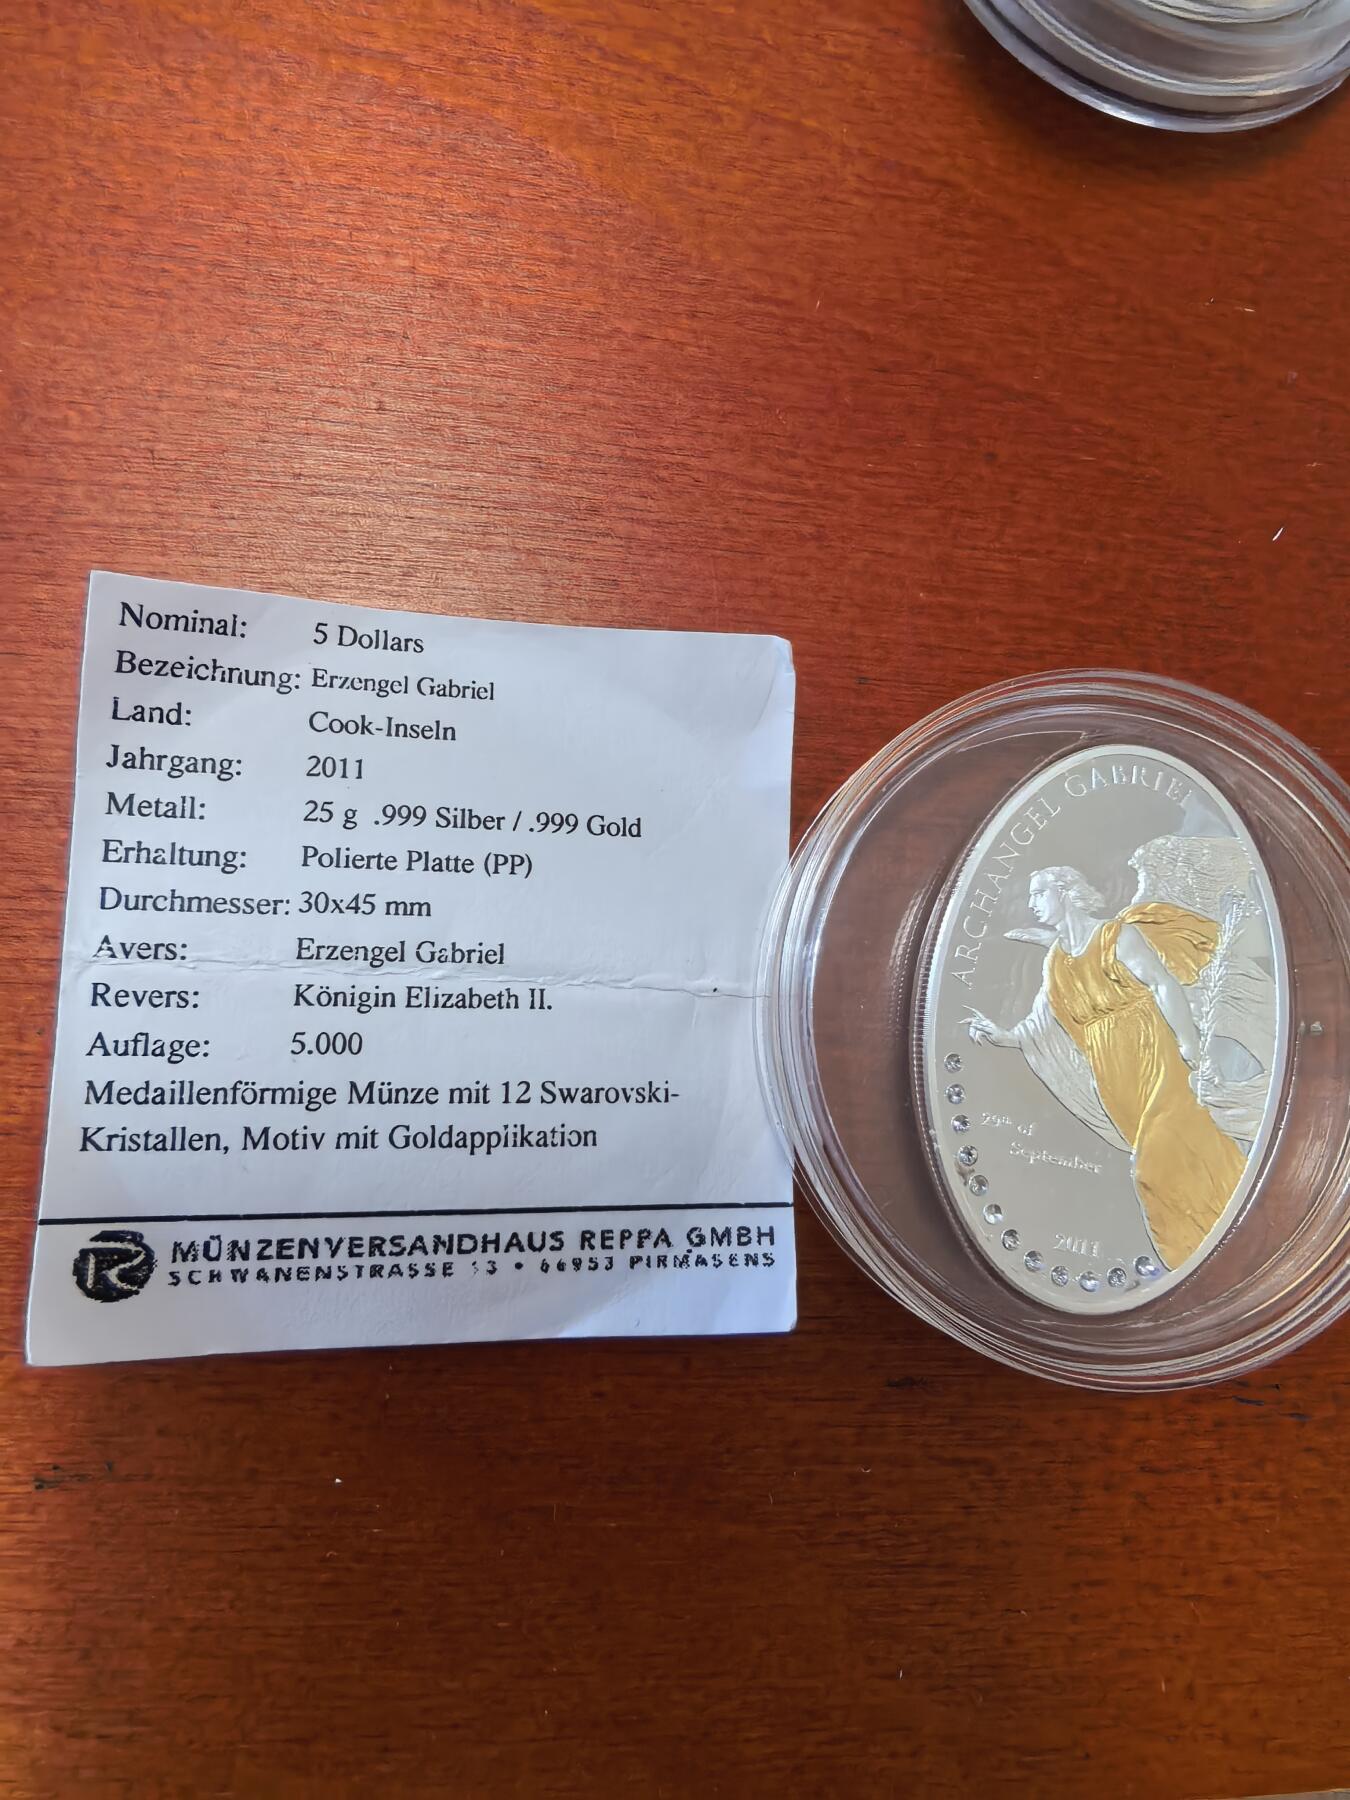 Nominal: 5 Dollars
Bezeichnung: Erzengel Gabriel
Land: Cook-Inseln
Jahrgang: 2011
Metall: 25 g .999 Silber / .999 Gold
Erhaltung: Polierte Platte (PP)
Durchmesser: 30x45 mm
Avers: Erzengel Gabriel
Revers: Königin Elizabeth II.
Auflage: 5.000
Medaillenförmige Münze mit 12 Swarovski-
Kristallen, Motiv mit Goldapplikation
R MÜNZENVERSANDHAUS REPPA GMBH
SCHWANENSTRASSE 13 • 66953 PIRMASENS
ARCHANGEL GABRIEL
29th of
September
2011